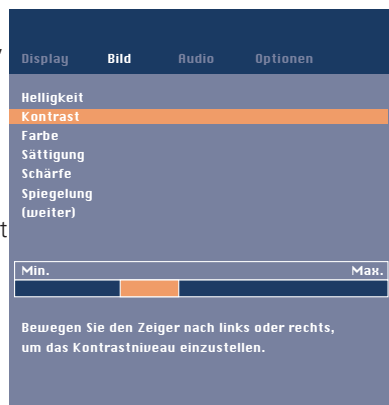 Display Bild Audio Optionen
Helligkeit
Kontrast
Farbe
Sättigung
Schärfe
Spiegelung
(weiter)
Min. Max.
Bewegen Sie den Zeiger nach links oder rechts,
um das Kontrastniveau einzustellen.